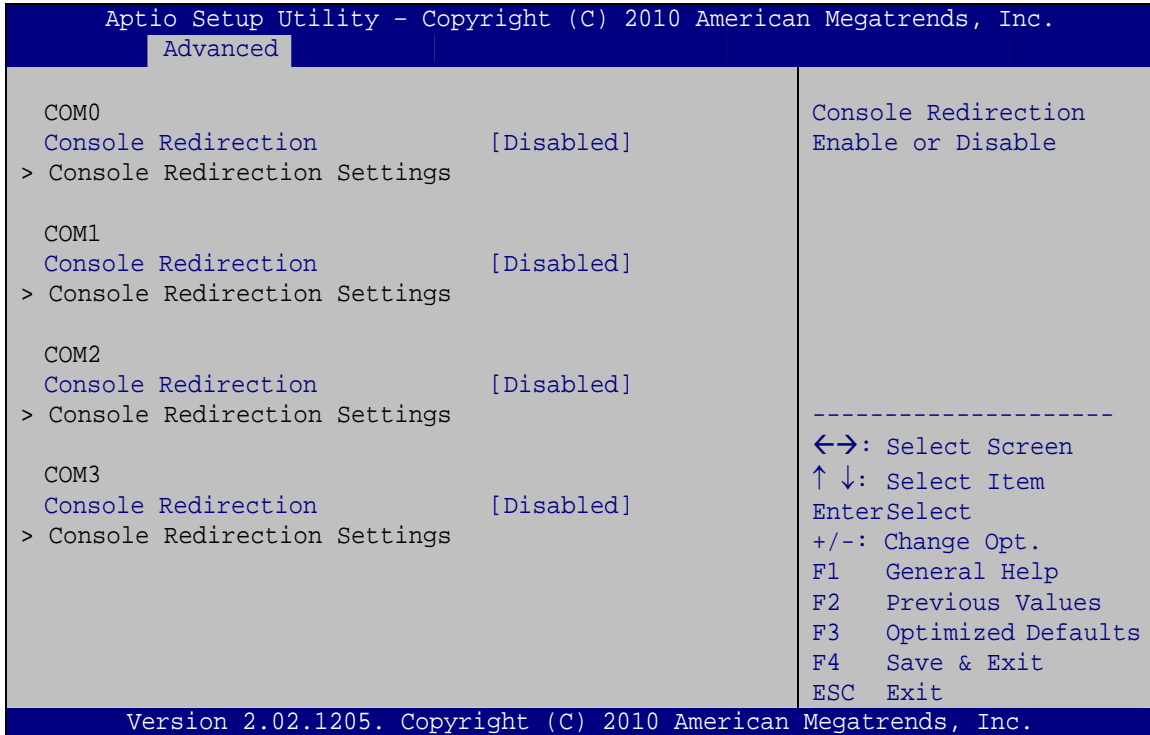 Aptio Setup Utility – Copyright (C) 2010 American Megatrends, Inc.
Advanced
COM0
Console Redirection [Disabled]
> Console Redirection Settings
COM1
Console Redirection [Disabled]
> Console Redirection Settings
COM2
Console Redirection [Disabled]
> Console Redirection Settings
COM3
Console Redirection [Disabled]
> Console Redirection Settings
Console Redirection
Enable or Disable
---------------------
←→: Select Screen
↑ ↓: Select Item
EnterSelect
+/-: Change Opt.
F1 General Help
F2 Previous Values
F3 Optimized Defaults
F4 Save & Exit
ESC Exit
Version 2.02.1205. Copyright (C) 2010 American Megatrends, Inc.